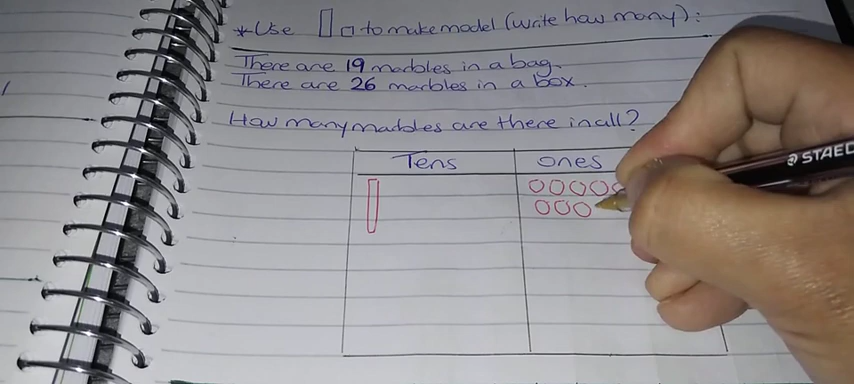 *Use to make model (write how many):
There are 19 marbles in a bag.
There are 26 marbles in a box.
How many marbles are there in all?
Tens ones
STAED